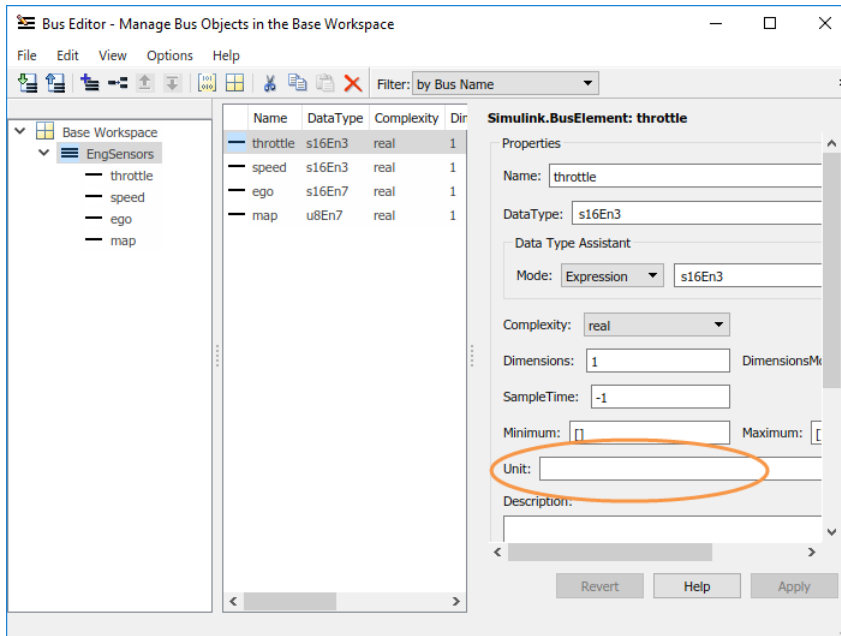 Bus Editor - Manage Bus Objects in the Base Workspace
File Edit View Options Help
Filter: by Bus Name
Base Workspace
EngSensors
throttle
speed
ego
map
Name DataType Complexity Dir
throttle s16En3 real 1
speed s16En3 real 1
ego s16En7 real 1
map u8En7 real 1
Simulink.BusElement: throttle
Properties
Name: throttle
DataType: s16En3
Data Type Assistant
Mode: Expression s16En3
Complexity: real
Dimensions: 1 DimensionsMo
SampleTime: -1
Minimum: [] Maximum: [
Unit:
Description:
Revert Help Apply